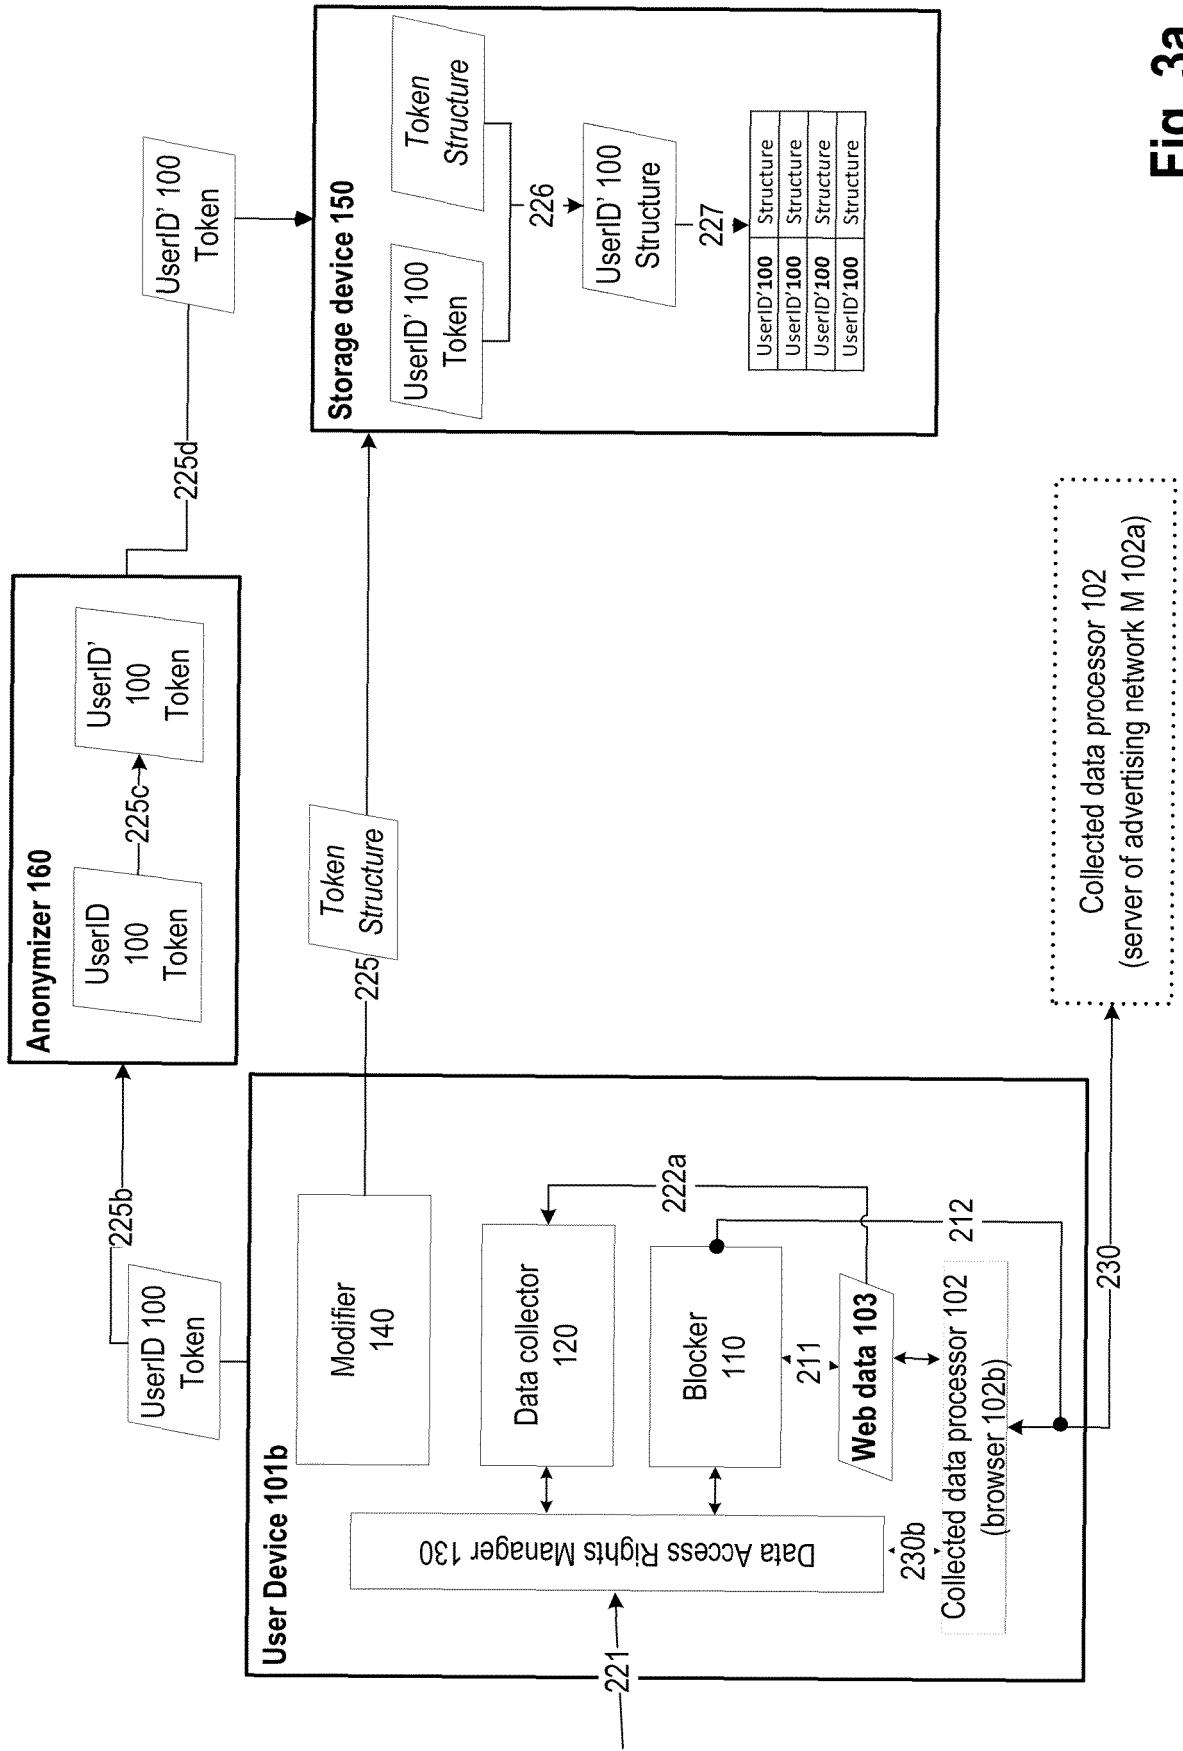 Anonymizer 160
UserID
100
Token
225c
UserID’
100
Token
225b
225d
UserID 100
Token
UserID’ 100
Token
User Device 101b
Modifier
140
225
Token
Structure
Data collector
120
222a
Blocker
110
212
211
Web data 103
Data Access Rights Manager 130
221
230b
Collected data processor 102
(browser 102b)
230
Collected data processor 102
(server of advertising network M 102a)
Storage device 150
UserID’ 100
Token
Token
Structure
226
UserID’ 100
Structure
227
UserID’100 Structure
UserID’100 Structure
UserID’100 Structure
UserID’100 Structure
Fig. 3a